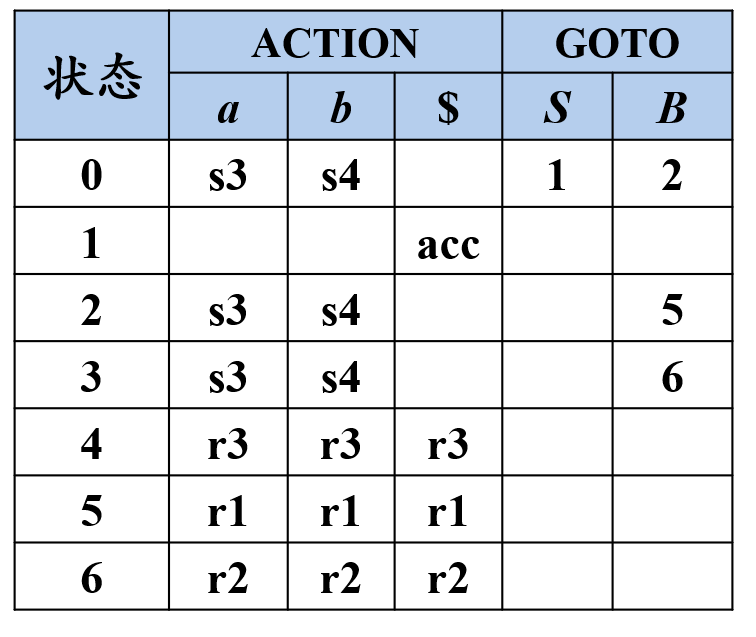 状态 ACTION GOTO
a b $ S B
0 s3 s4 1 2
1 acc
2 s3 s4 5
3 s3 s4 6
4 r3 r3 r3
5 r1 r1 r1
6 r2 r2 r2